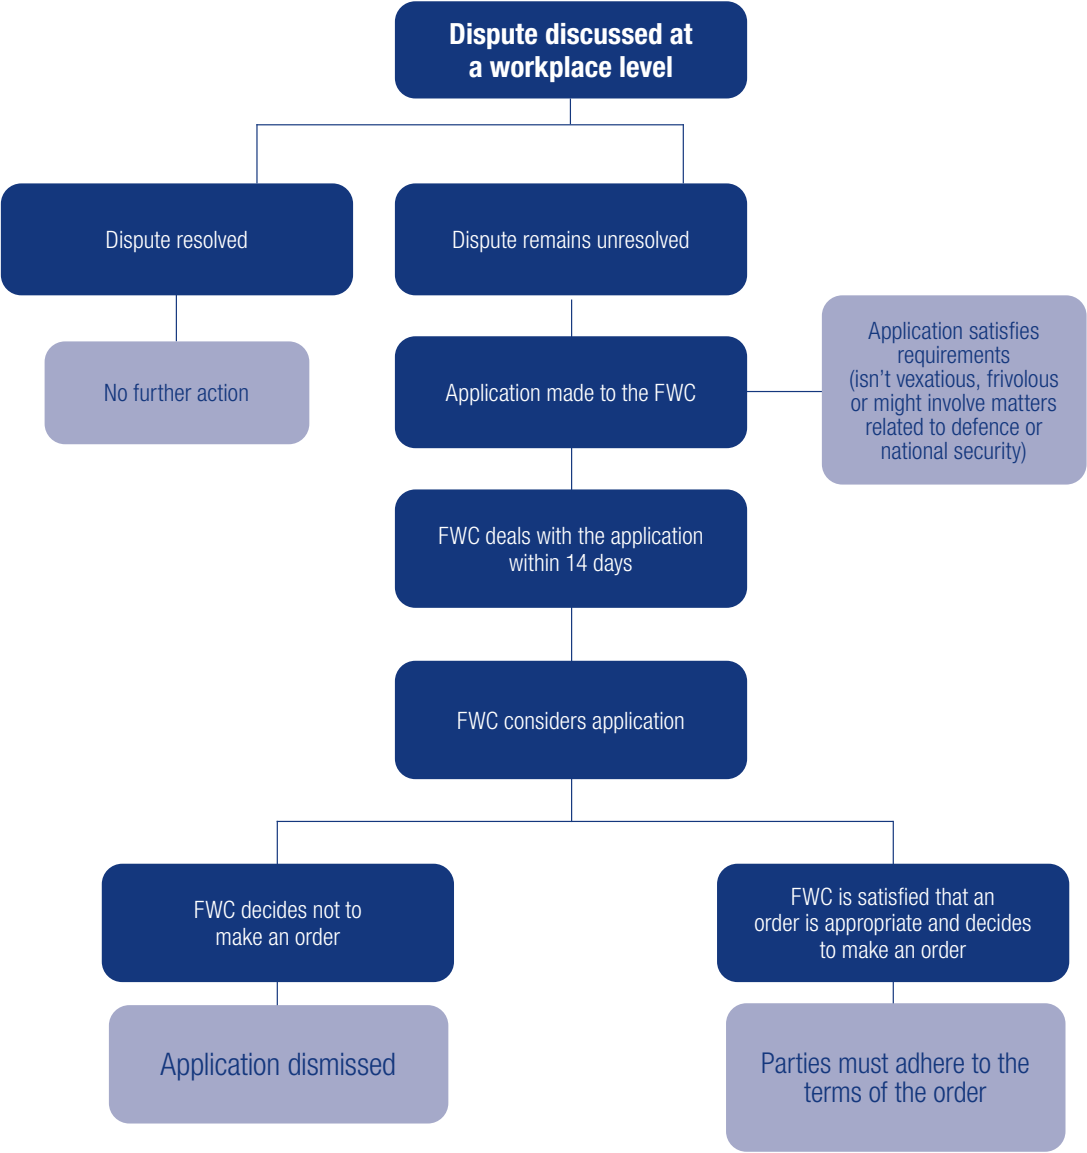 Dispute discussed at
a workplace level
Dispute resolved
Dispute remains unresolved
No further action
Application made to the FWC
Application satisfies
requirements
(isn't vexatious, frivolous
or might involve matters
related to defence or
national security)
FWC deals with the application
within 14 days
FWC considers application
FWC decides not to
make an order
FWC is satisfied that an
order is appropriate and decides
to make an order
Application dismissed
Parties must adhere to the
terms of the order